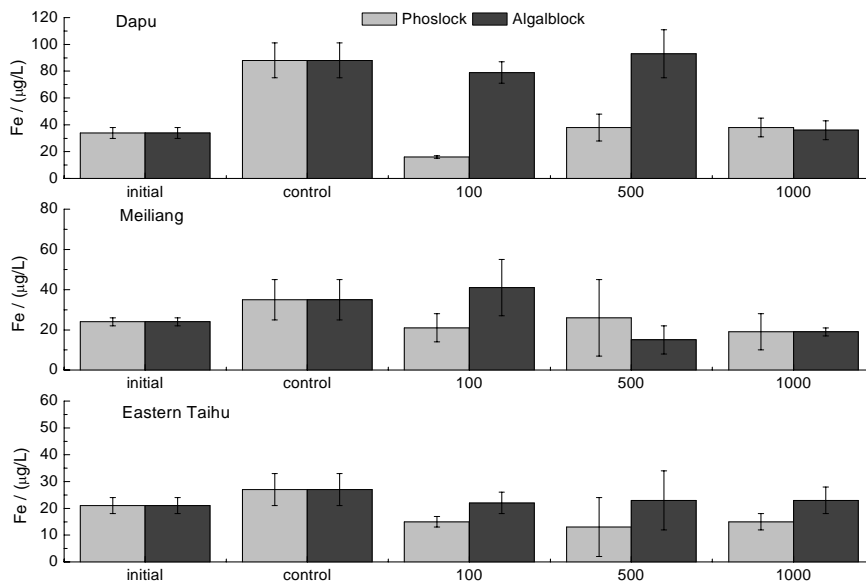 Dapu
Phoslock Algalblock
Fe / (μg/L)
120
100
80
60
40
20
0
initial control 100 500 1000
Meiliang
Fe / (μg/L)
80
60
40
20
0
initial control 100 500 1000
Eastern Taihu
Fe / (μg/L)
60
50
40
30
20
10
0
initial control 100 500 1000